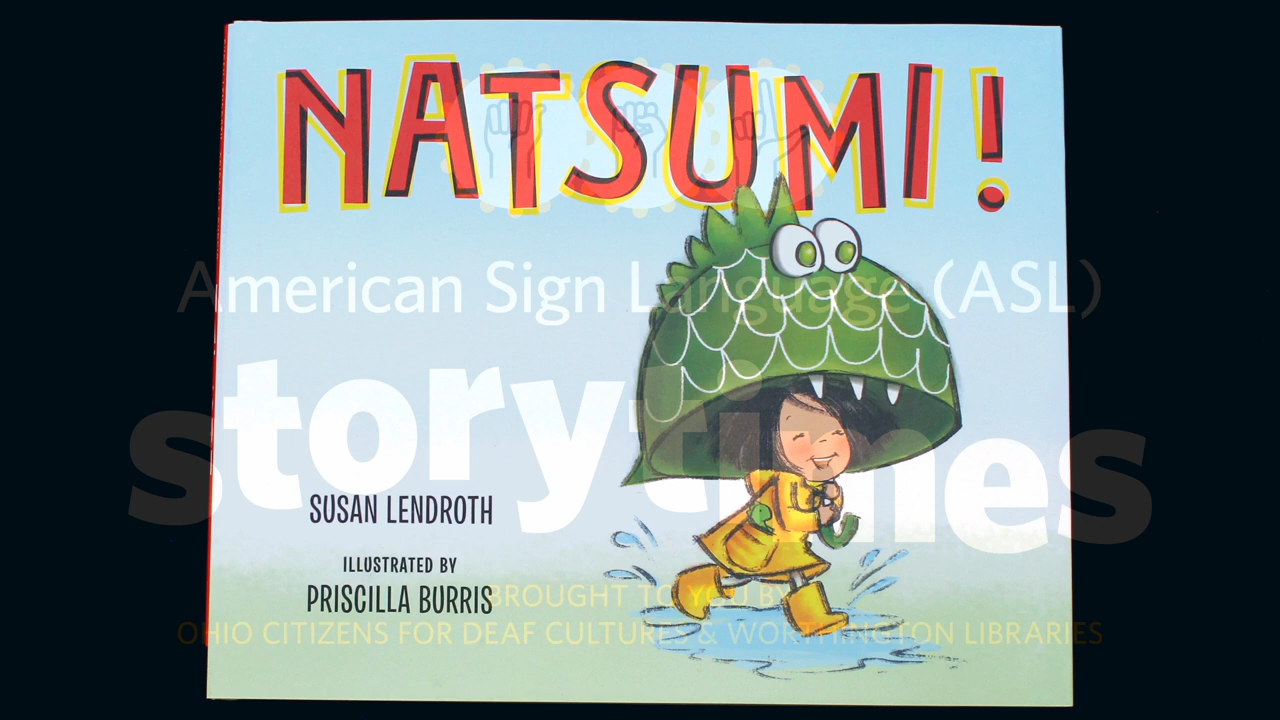 NATSUMI!
American Sign Language (ASL)
storytimes
SUSAN LENDROTH
ILLUSTRATED BY
PRISCILLA BURRIS
BROUGHT TO YOU BY
OHIO CITIZENS FOR DEAF CULTURES & WORTHINGTON LIBRARIES